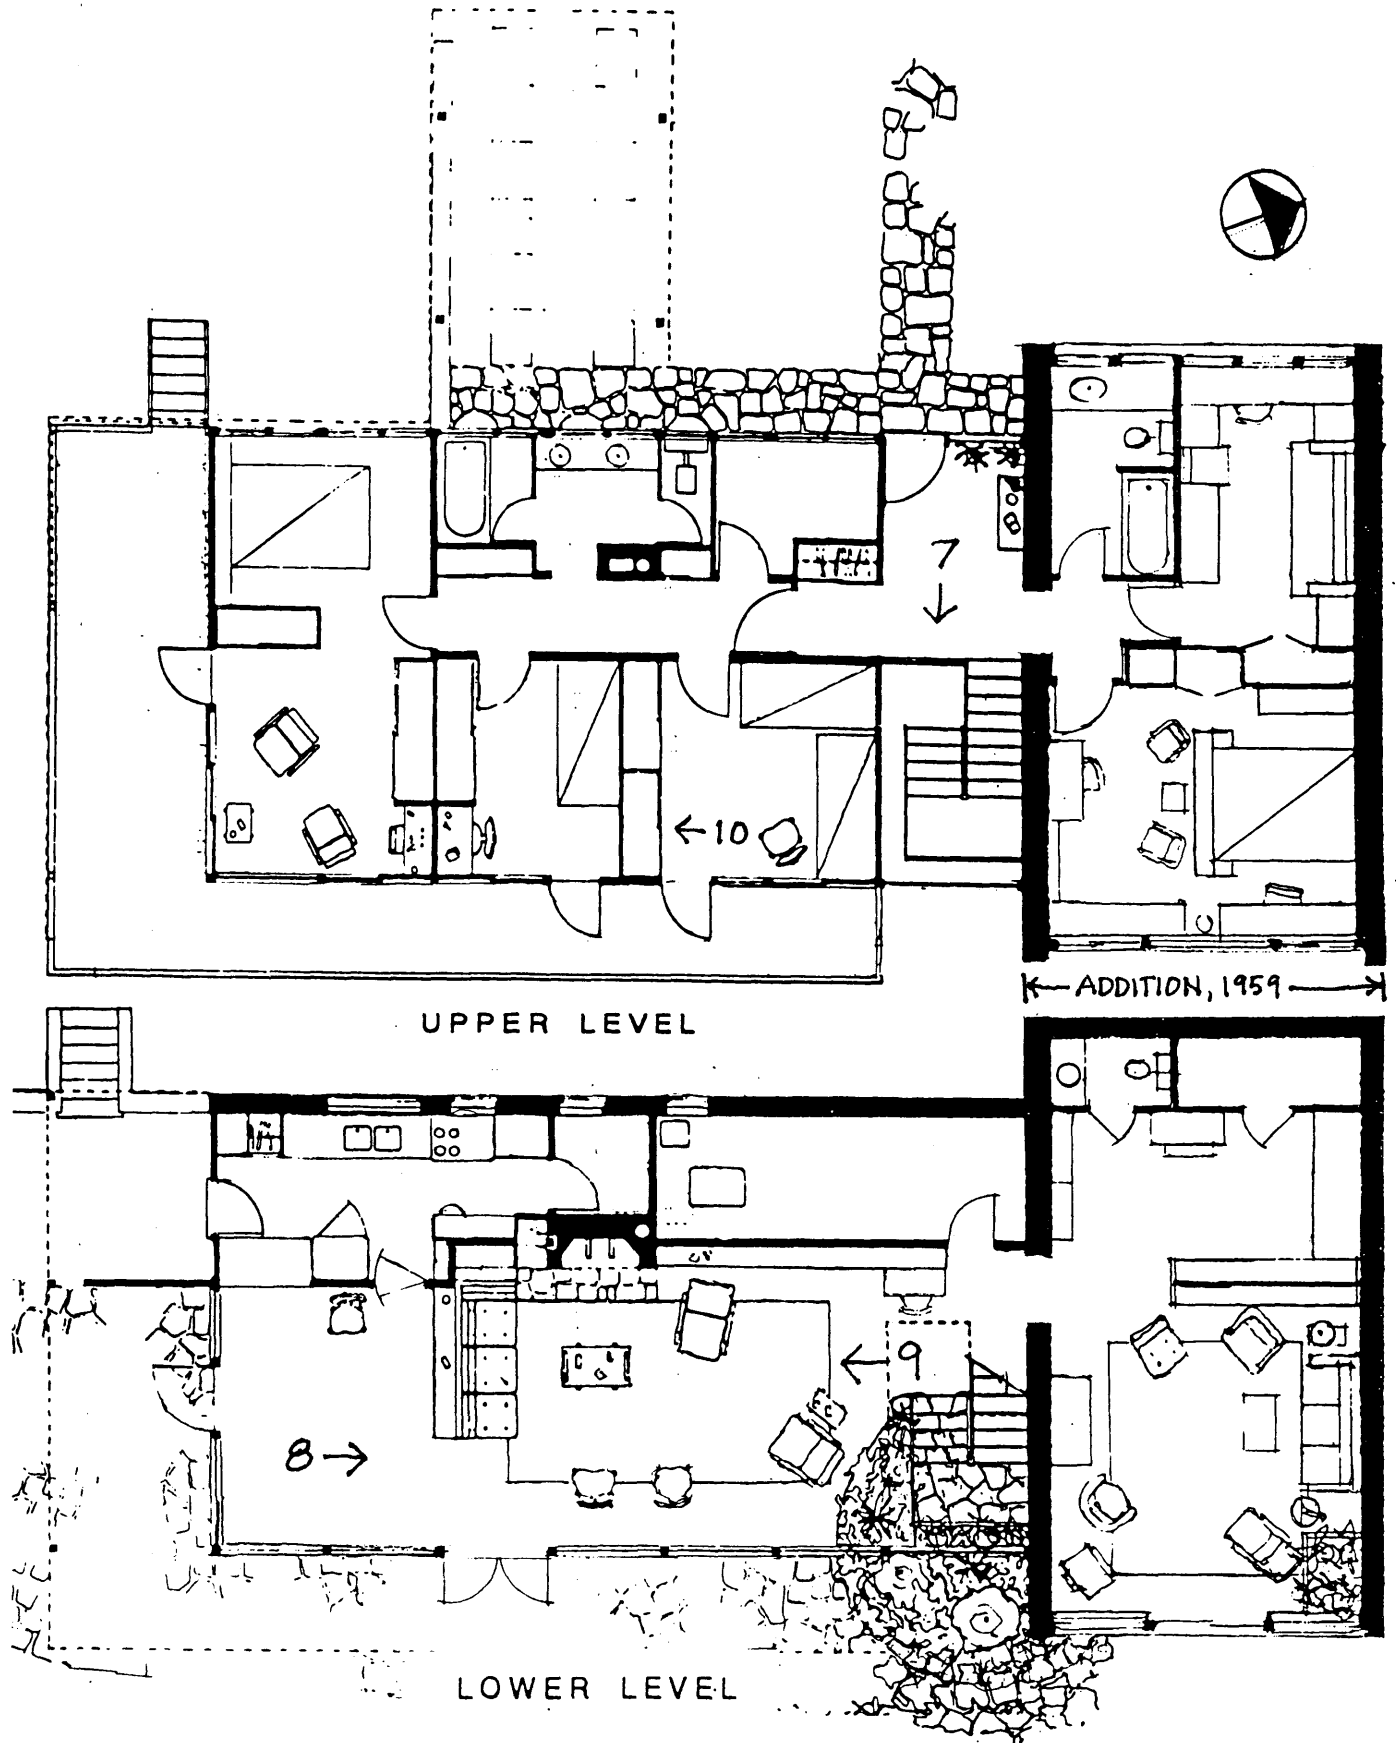 7
←10
←ADDITION, 1959→
UPPER LEVEL
←9
8→
LOWER LEVEL